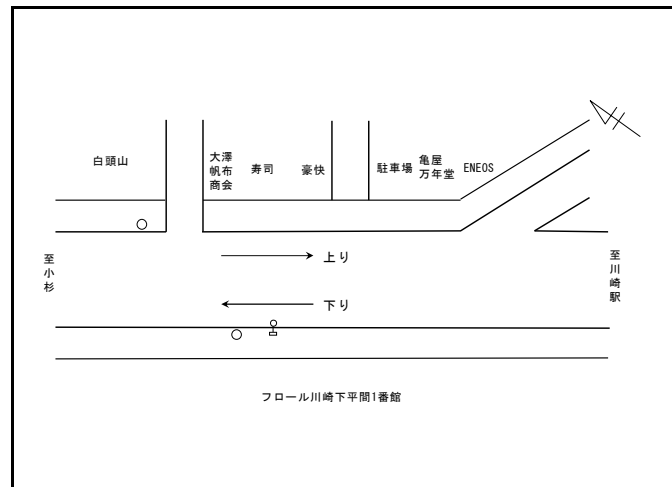 白頭山
大澤
帆布
商会
寿司
豪快
駐車場
亀屋
万年堂
ENEOS
至小杉
上り
下り
至川崎駅
フロール川崎下平間1番館